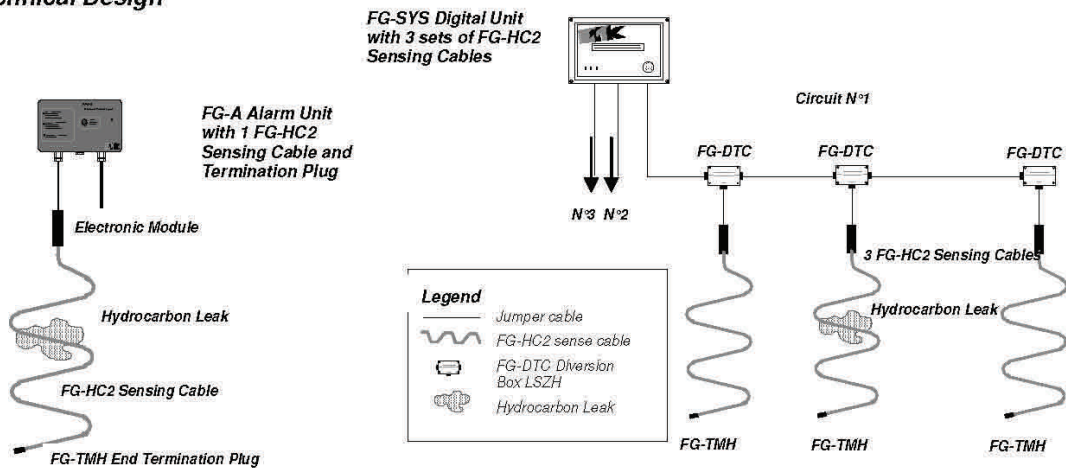 Technical Design
FG-SYS Digital Unit
with 3 sets of FG-HC2
Sensing Cables
Circuit N°1
FG-A Alarm Unit
with 1 FG-HC2
Sensing Cable and
Termination Plug
FG-DTC
FG-DTC
FG-DTC
N°3 N°2
Electronic Module
3 FG-HC2 Sensing Cables
Legend
Jumper cable
FG-HC2 sense cable
FG-DTC Diversion
Box LSZH
Hydrocarbon Leak
Hydrocarbon Leak
Hydrocarbon Leak
FG-HC2 Sensing Cable
FG-TMH
FG-TMH
FG-TMH
FG-TMH End Termination Plug